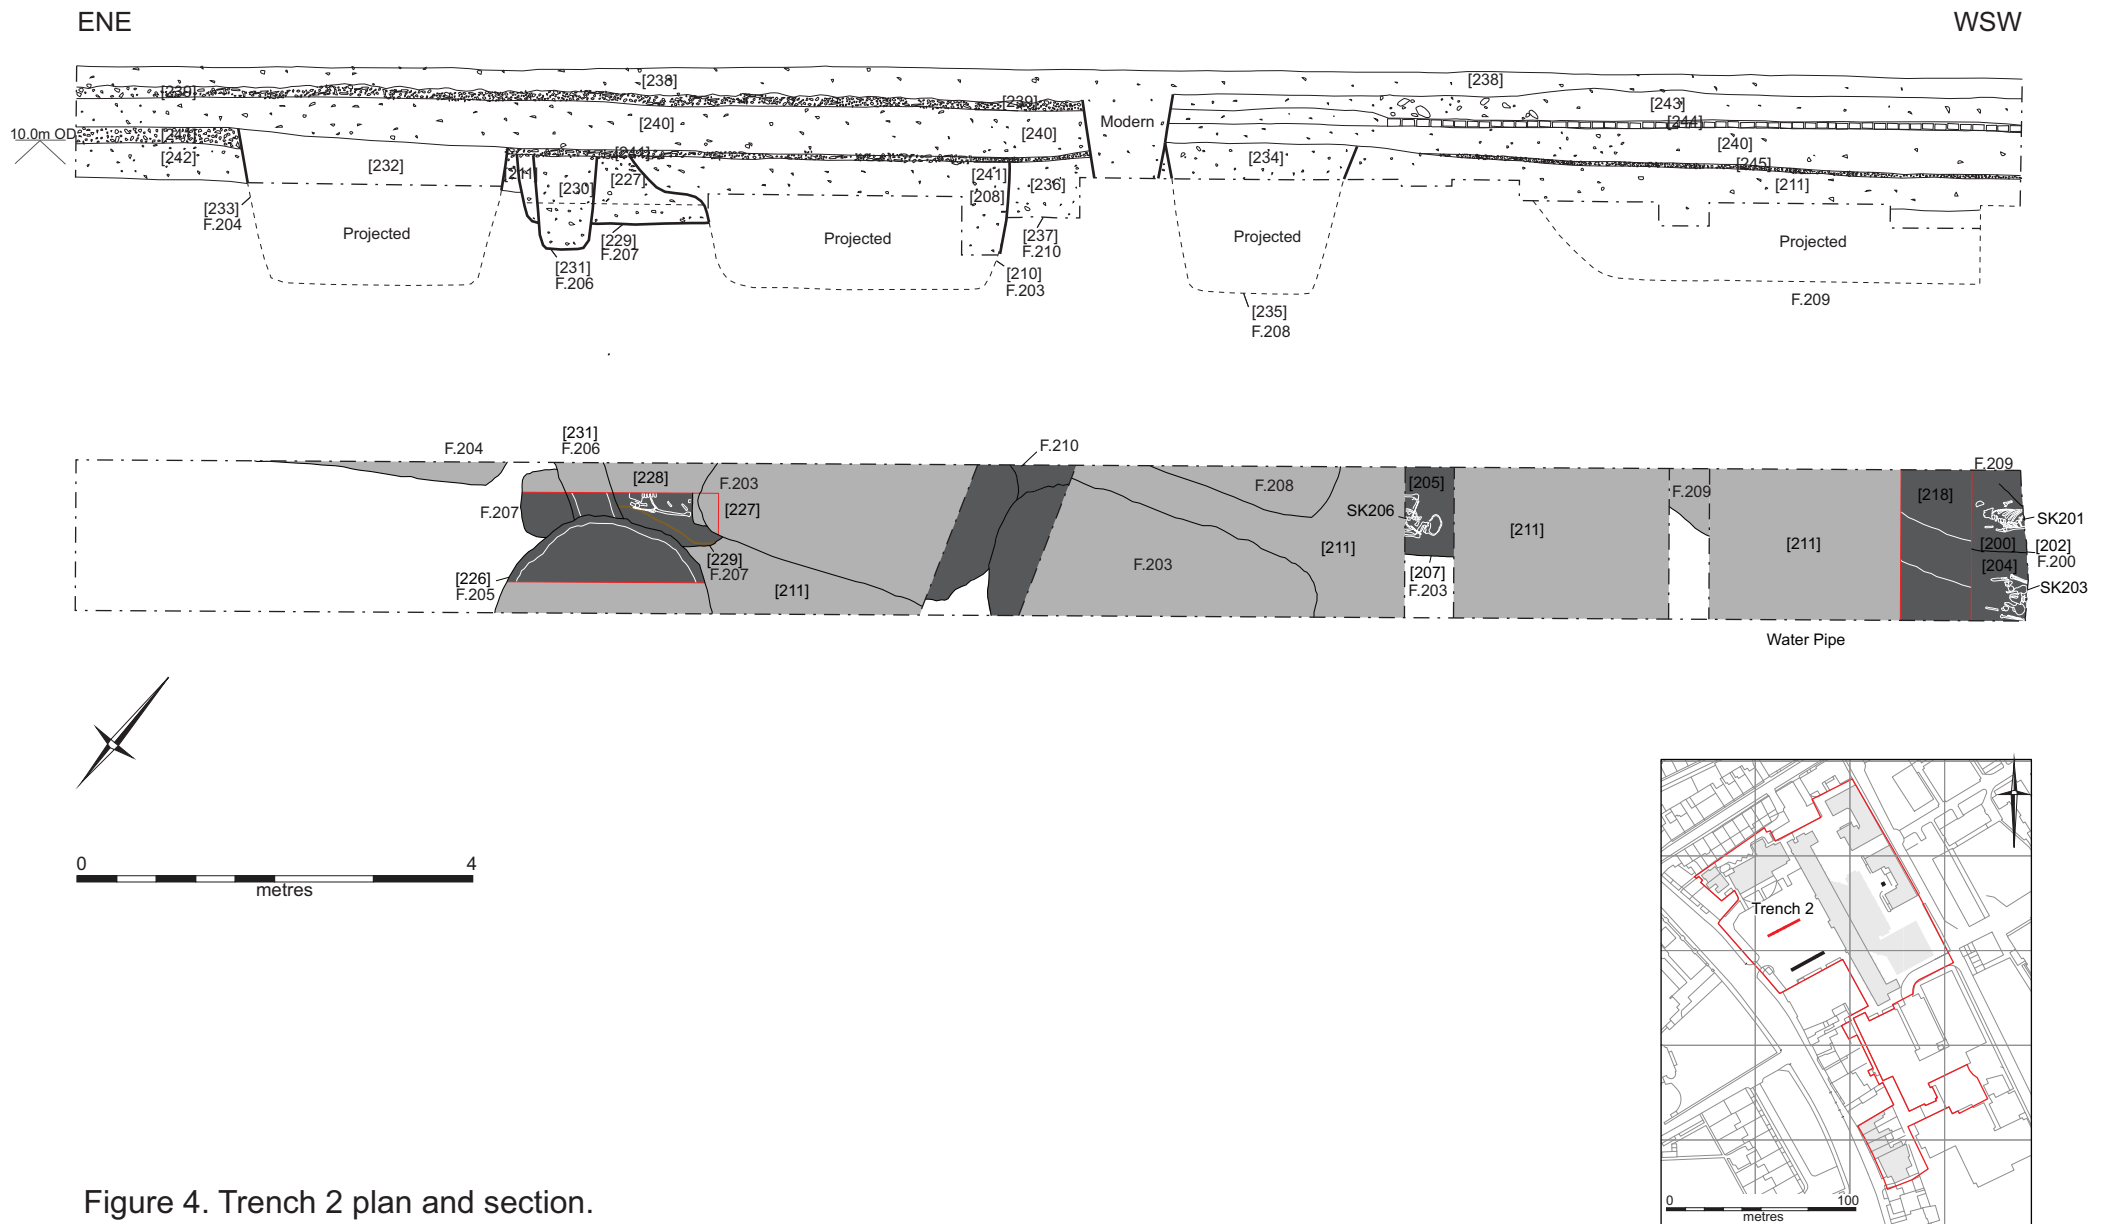 ENE
WSW
[238]
[238]
[239]
[239]
[243]
[244]
Modern
10.0m OD
[240]
[240]
[240]
[241]
[242]
[232]
[211]
[230]
[227]
[241]
[208]
[236]
[234]
[245]
[211]
[233]
F.204
Projected
[229]
F.207
[231]
F.206
Projected
[237]
F.210
[210]
F.203
Projected
[235]
F.208
Projected
F.209
F.204
[231]
F.206
F.210
F.209
[228]
F.203
F.208
[205]
F.209
[218]
F.207
[227]
SK206
SK201
[211]
[211]
[211]
[200]
[202]
F.200
[229]
F.207
F.203
[207]
F.203
[204]
SK203
[226]
F.205
[211]
Water Pipe
0 4
metres
Trench 2
0 100
metres
Figure 4. Trench 2 plan and section.